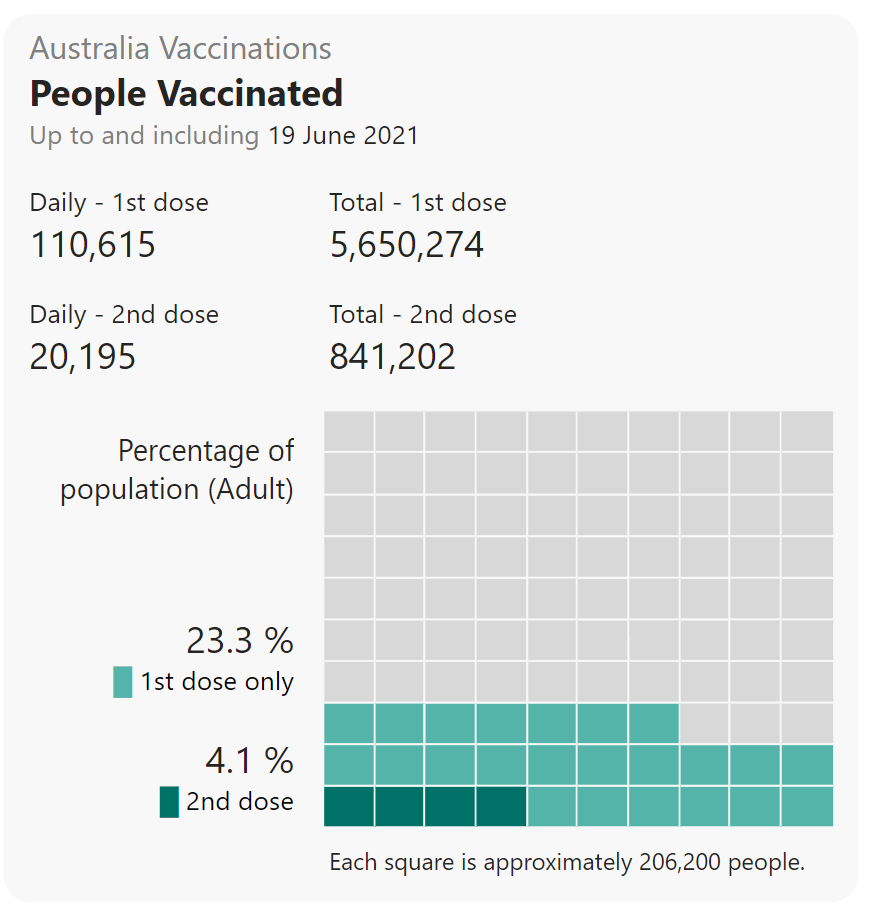 Australia Vaccinations
People Vaccinated
Up to and including 19 June 2021
Daily - 1st dose
110,615
Total - 1st dose
5,650,274
Daily - 2nd dose
20,195
Total - 2nd dose
841,202
Percentage of
population (Adult)
23.3 %
1st dose only
4.1 %
2nd dose
Each square is approximately 206,200 people.